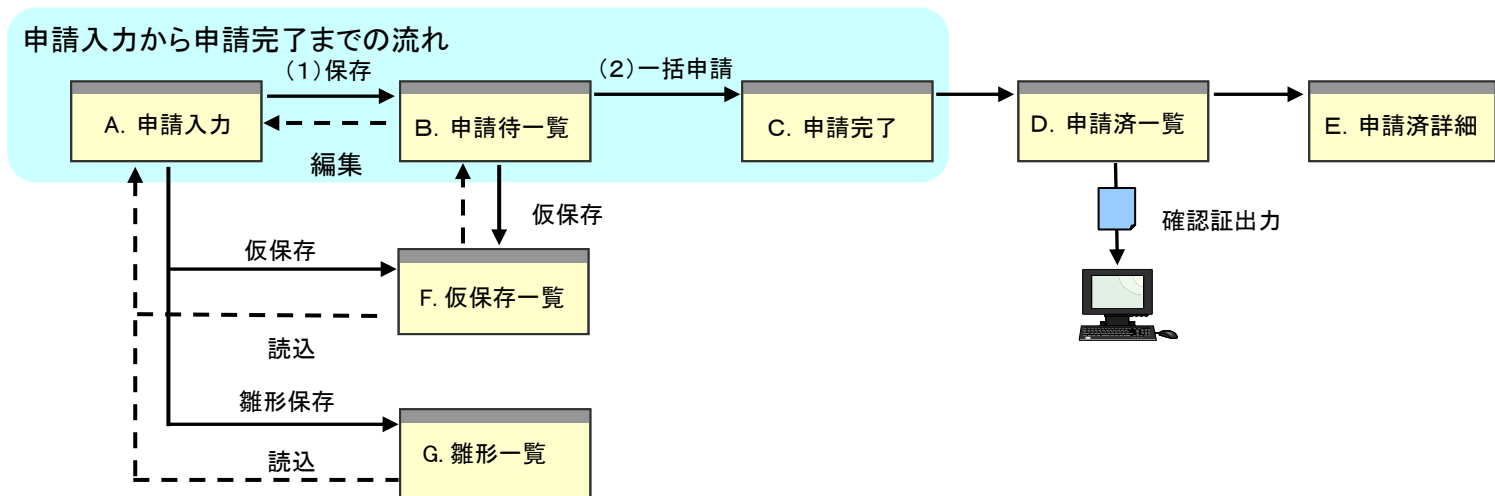 申請入力から申請完了までの流れ
（１）保存
（２）一括申請
A. 申請入力
B. 申請待一覧
C. 申請完了
D. 申請済一覧
E. 申請済詳細
編集
仮保存
確認証出力
仮保存
F. 仮保存一覧
読込
雛形保存
G. 雛形一覧
読込